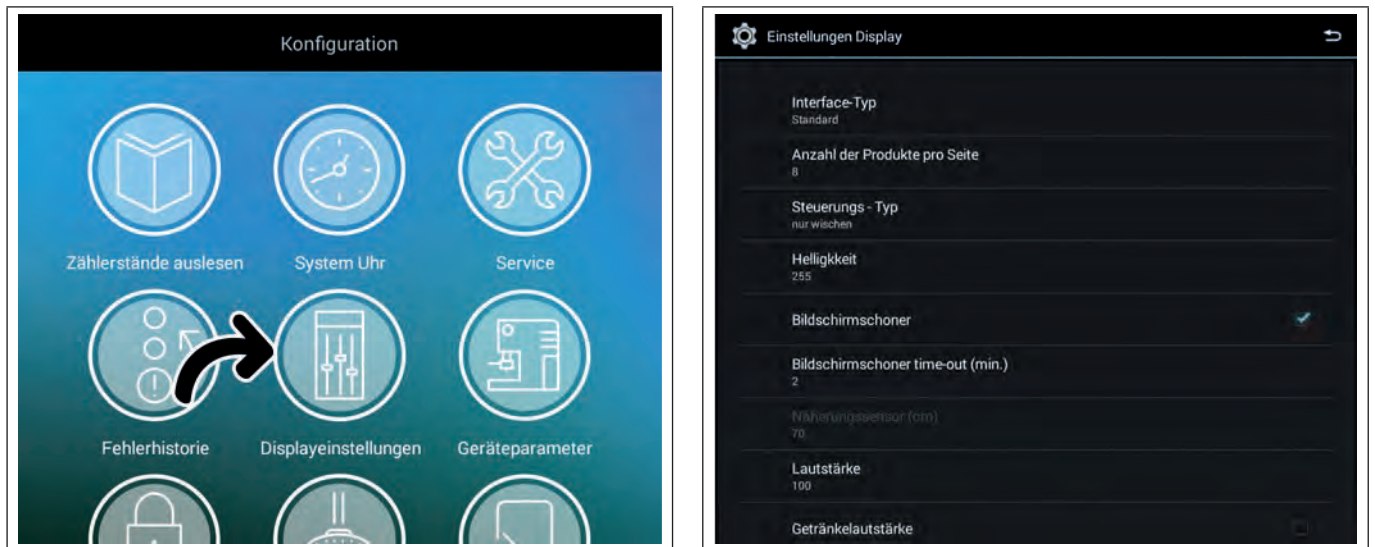 Konfiguration
Zählerstände auslesen
System Uhr
Service
Fehlerhistorie
Displayeinstellungen
Geräteparameter
Einstellungen Display
Interface-Typ
Standard
Anzahl der Produkte pro Seite
8
Steuerungs - Typ
nur wischen
Helligkkeit
255
Bildschirmschoner
Bildschirmschoner time-out (min.)
2
Näherungssensor (cm)
70
Lautstärke
100
Getränkelautstärke